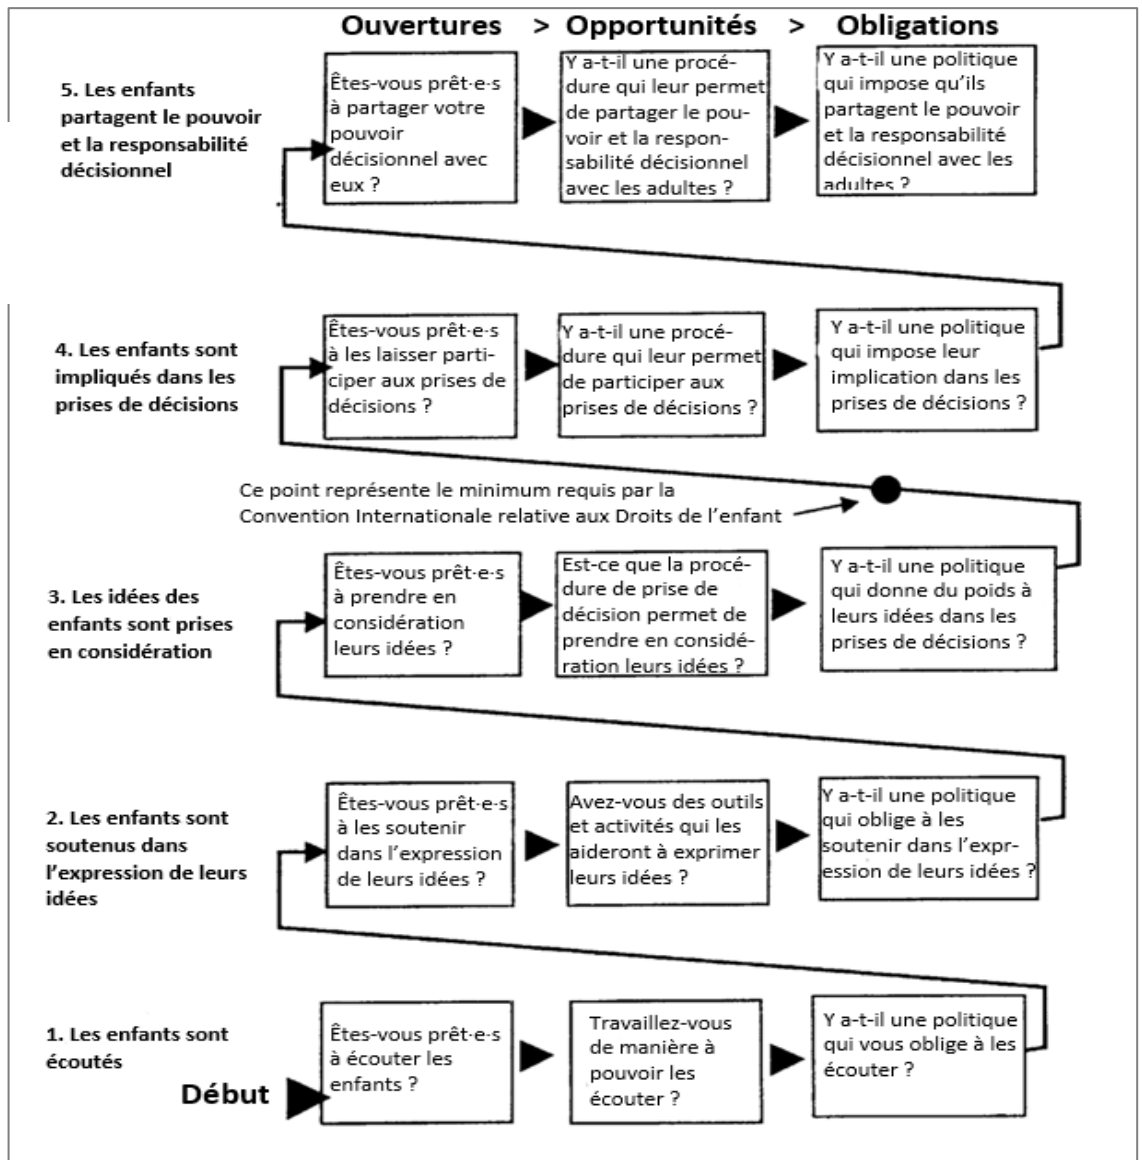 Ouvertures > Opportunités > Obligations
5. Les enfants
partagent le pouvoir
et la responsabilité
décisionnel
Êtes-vous prêt·e·s
à partager votre
pouvoir
décisionnel avec
eux ?
Y a-t-il une procé-
dure qui leur permet
de partager le pou-
voir et la respon-
sabilité décisionnel
avec les adultes ?
Y a-t-il une politique
qui impose qu’ils
partagent le pouvoir
et la responsabilité
décisionnel avec les
adultes ?
4. Les enfants sont
impliqués dans les
prises de décisions
Êtes-vous prêt·e·s
à les laisser parti-
ciper aux prises de
décisions ?
Y a-t-il une procé-
dure qui leur permet
de participer aux
prises de décisions ?
Y a-t-il une politique
qui impose leur
implication dans les
prises de décisions ?
Ce point représente le minimum requis par la
Convention Internationale relative aux Droits de l’enfant
3. Les idées des
enfants sont prises
en considération
Êtes-vous prêt·e·s
à prendre en
considération
leurs idées ?
Est-ce que la procé-
dure de prise de
décision permet de
prendre en considé-
ration leurs idées ?
Y a-t-il une politique
qui donne du poids à
leurs idées dans les
prises de décisions ?
2. Les enfants sont
soutenus dans
l’expression de leurs
idées
Êtes-vous prêt·e·s
à les soutenir
dans l’expression
de leurs idées ?
Avez-vous des outils
et activités qui les
aideront à exprimer
leurs idées ?
Y a-t-il une politique
qui oblige à les
soutenir dans l’expr-
ession de leurs idées ?
1. Les enfants sont
écoutés
Début
Êtes-vous prêt·e·s
à écouter les
enfants ?
Travaillez-vous
de manière à
pouvoir les
écouter ?
Y a-t-il une politique
qui vous oblige à les
écouter ?